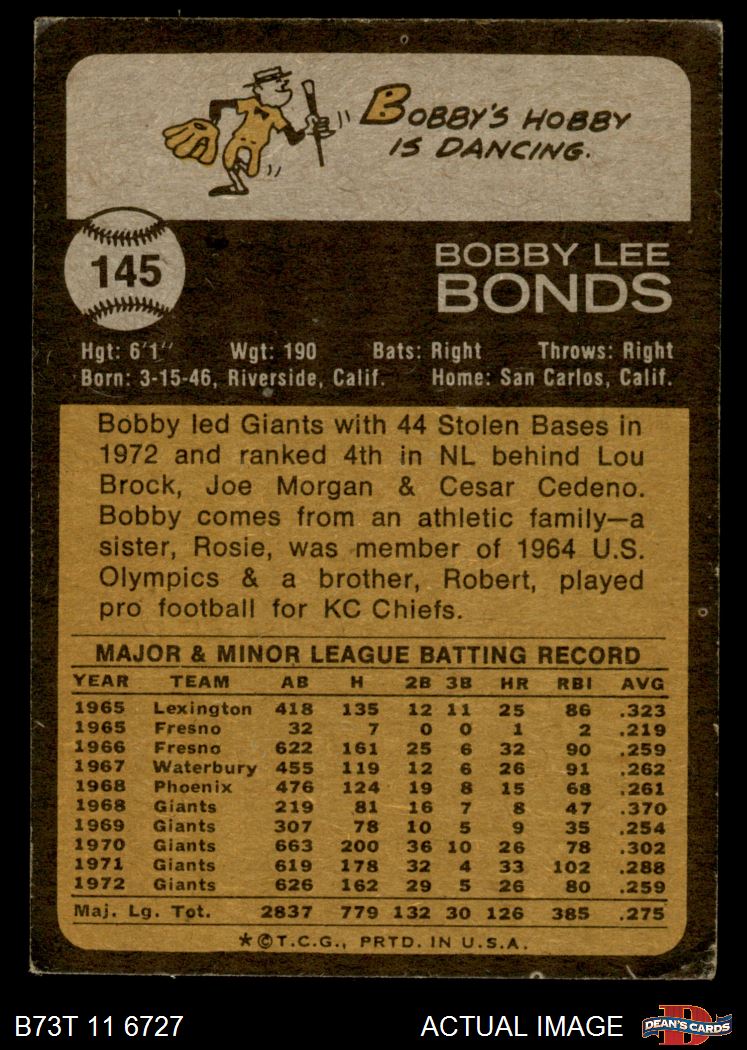 BOBBY'S HOBBY
IS DANCING.
145
BOBBY LEE
BONDS
Hgt: 6'1" Wgt: 190 Bats: Right Throws: Right
Born: 3-15-46, Riverside, Calif. Home: San Carlos, Calif.
Bobby led Giants with 44 Stolen Bases in
1972 and ranked 4th in NL behind Lou
Brock, Joe Morgan & Cesar Cedeno.
Bobby comes from an athletic family—a
sister, Rosie, was member of 1964 U.S.
Olympics & a brother, Robert, played
pro football for KC Chiefs.
MAJOR & MINOR LEAGUE BATTING RECORD
YEAR TEAM AB H 2B 3B HR RBI AVG
1965 Lexington 418 135 12 11 25 86 .323
1965 Fresno 32 7 0 0 1 2 .219
1966 Fresno 622 161 25 6 32 90 .259
1967 Waterbury 455 119 12 6 26 91 .262
1968 Phoenix 476 124 19 8 15 68 .261
1968 Giants 219 81 16 7 8 47 .370
1969 Giants 307 78 10 5 9 35 .254
1970 Giants 663 200 36 10 26 78 .302
1971 Giants 619 178 32 4 33 102 .288
1972 Giants 626 162 29 5 26 80 .259
Maj. Lg. Tot. 2837 779 132 30 126 385 .275
*©T.C.G., PRTD. IN U.S.A.
B73T 11 6727 ACTUAL IMAGE
DEAN'S CARDS